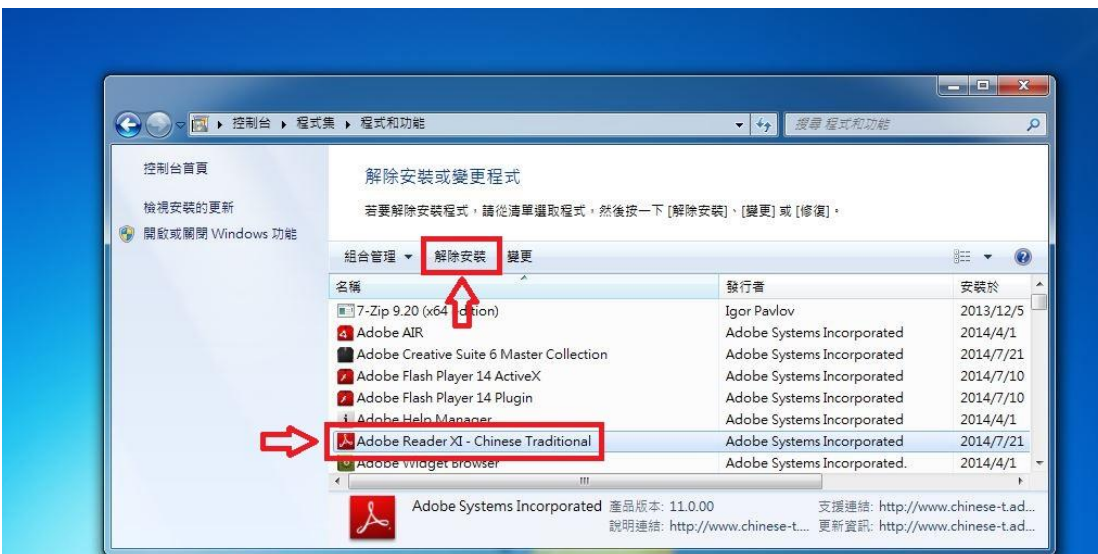 控制台 ▸ 程式集 ▸ 程式和功能
搜尋 程式和功能
控制台首頁
檢視安裝的更新
開啟或關閉 Windows 功能
解除安裝或變更程式
若要解除安裝程式，請從清單選取程式，然後按一下 [解除安裝]、[變更] 或 [修復]。
組合管理 解除安裝 變更
名稱 發行者 安裝於
7-Zip 9.20 (x64 edition) Igor Pavlov 2013/12/5
Adobe AIR Adobe Systems Incorporated 2014/4/1
Adobe Creative Suite 6 Master Collection Adobe Systems Incorporated 2014/7/21
Adobe Flash Player 14 ActiveX Adobe Systems Incorporated 2014/7/10
Adobe Flash Player 14 Plugin Adobe Systems Incorporated 2014/7/10
Adobe Help Manager Adobe Systems Incorporated 2014/4/1
Adobe Reader XI - Chinese Traditional Adobe Systems Incorporated 2014/7/21
Adobe Widget Browser Adobe Systems Incorporated. 2014/4/1
Adobe Systems Incorporated 產品版本: 11.0.00 支援連結: http://www.chinese-t.ad...
說明連結: http://www.chinese-t.... 更新資訊: http://www.chinese-t.ad...